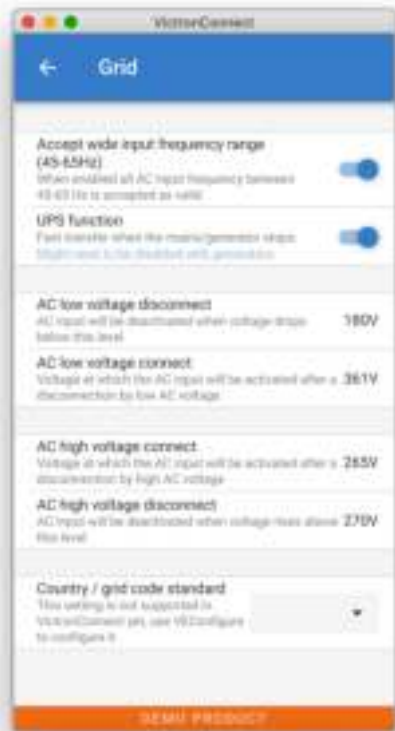 VictronConnect
Grid
Accept wide input frequency range
(45-65Hz)
When enabled all AC input frequency between
45-65 Hz is accepted as valid
UPS function
Fast transfer when the mains/generator stops
Might need to be disabled with generators
AC low voltage disconnect
AC input will be deactivated when voltage drops
below this level
180V
AC low voltage connect
Voltage at which the AC input will be activated after a
disconnection by low AC voltage
361V
AC high voltage connect
Voltage at which the AC input will be activated after a
disconnection by high AC voltage
265V
AC high voltage disconnect
AC input will be deactivated when voltage rises above
this level
270V
Country / grid code standard
This setting is not supported in
VictronConnect yet, use VEConfigure
to configure it
DEMO PRODUCT